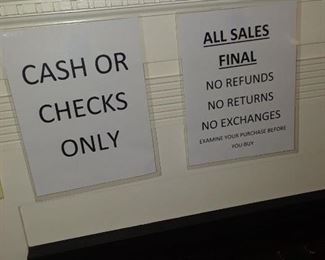 CASH OR
CHECKS
ONLY
ALL SALES
FINAL
NO REFUNDS
NO RETURNS
NO EXCHANGES
EXAMINE YOUR PURCHASE BEFORE
YOU BUY